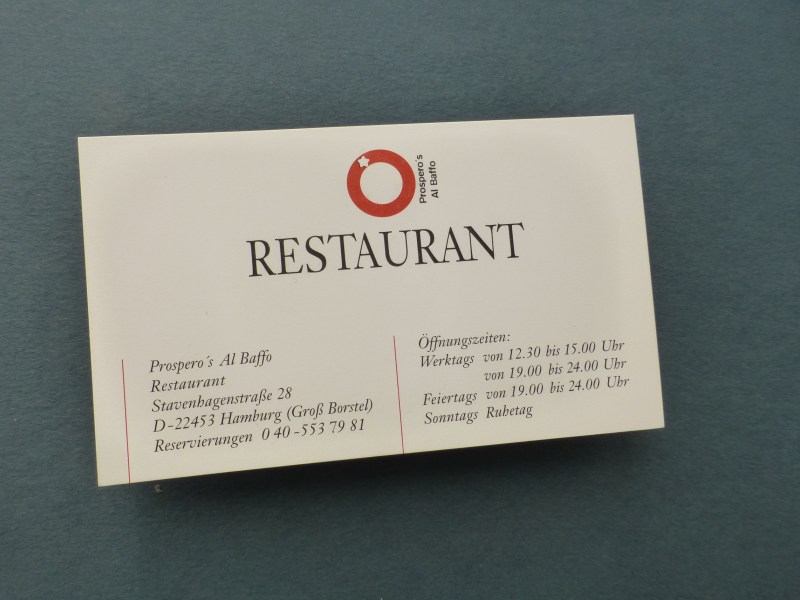 Prospero´s
Al Baffo
RESTAURANT
Prospero´s Al Baffo
Restaurant
Stavenhagenstraße 28
D-22453 Hamburg (Groß Borstel)
Reservierungen 0 40 -553 79 81
Öffnungszeiten:
Werktags von 12.30 bis 15.00 Uhr
von 19.00 bis 24.00 Uhr
Feiertags von 19.00 bis 24.00 Uhr
Sonntags Ruhetag